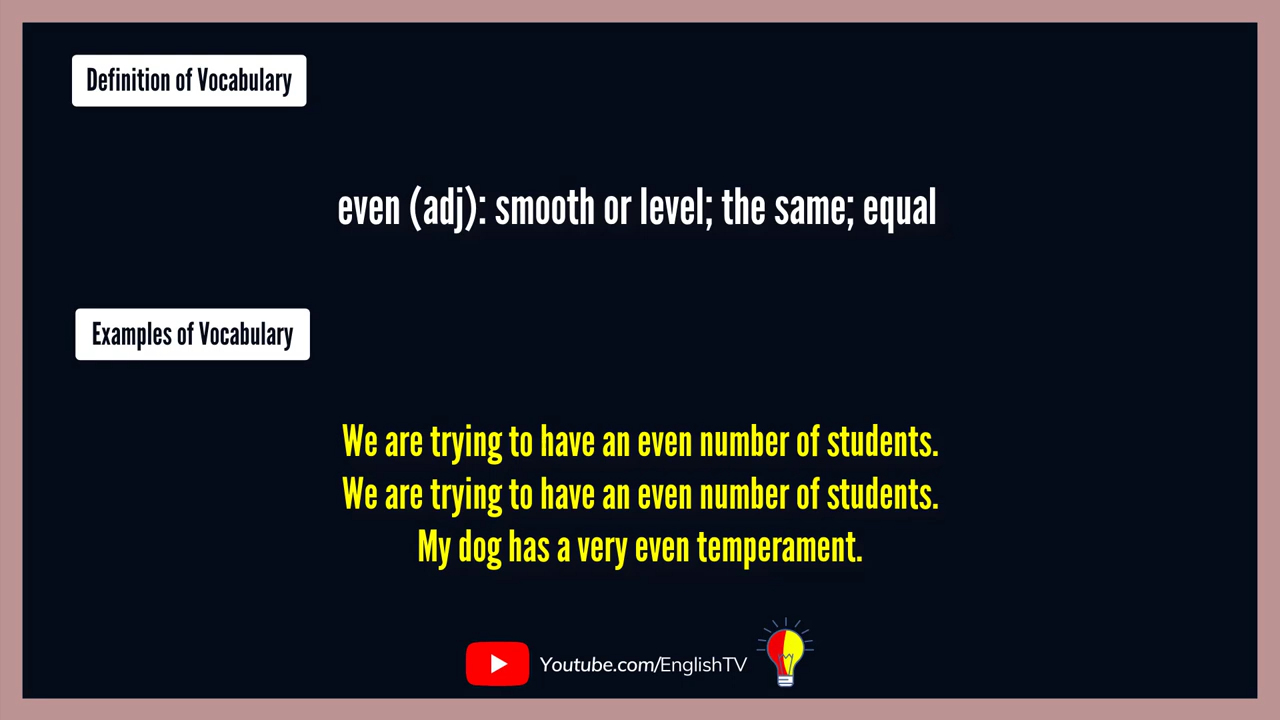 Definition of Vocabulary
even (adj): smooth or level; the same; equal
Examples of Vocabulary
We are trying to have an even number of students.
We are trying to have an even number of students.
My dog has a very even temperament.
Youtube.com/EnglishTV